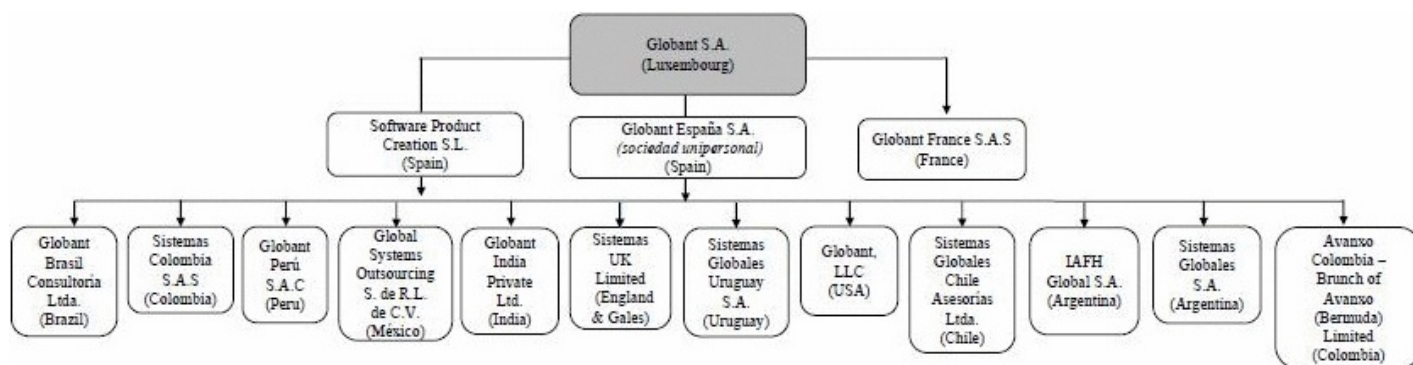 Globant S.A.
(Luxembourg)
Software Product
Creation S.L.
(Spain)
Globant España S.A.
(sociedad unipersonal)
(Spain)
Globant France S.A.S
(France)
Globant
Brasil
Consultoria
Ltda.
(Brazil)
Sistemas
Colombia
S.A.S
(Colombia)
Globant
Perú
S.A.C
(Peru)
Global
Systems
Outsourcing
S. de R.L.
de C.V.
(México)
Globant
India
Private
Ltd.
(India)
Sistemas
UK
Limited
(England
& Gales)
Sistemas
Globales
Uruguay
S.A.
(Uruguay)
Globant,
LLC
(USA)
Sistemas
Globales
Chile
Asesorías
Ltda.
(Chile)
IAFH
Global S.A.
(Argentina)
Sistemas
Globales
S.A.
(Argentina)
Avanxo
Colombia –
Brunch of
Avanxo
(Bermuda)
Limited
(Colombia)